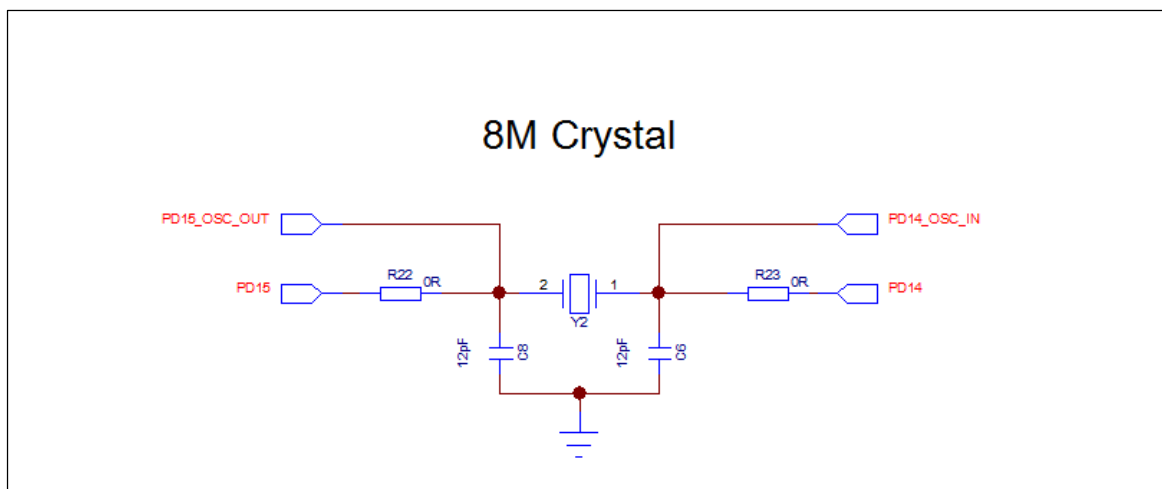 8M Crystal
PD15_OSC_OUT
PD14_OSC_IN
R22
0R
R23
0R
PD15
2
1
PD14
Y2
12pF
C8
12pF
C6